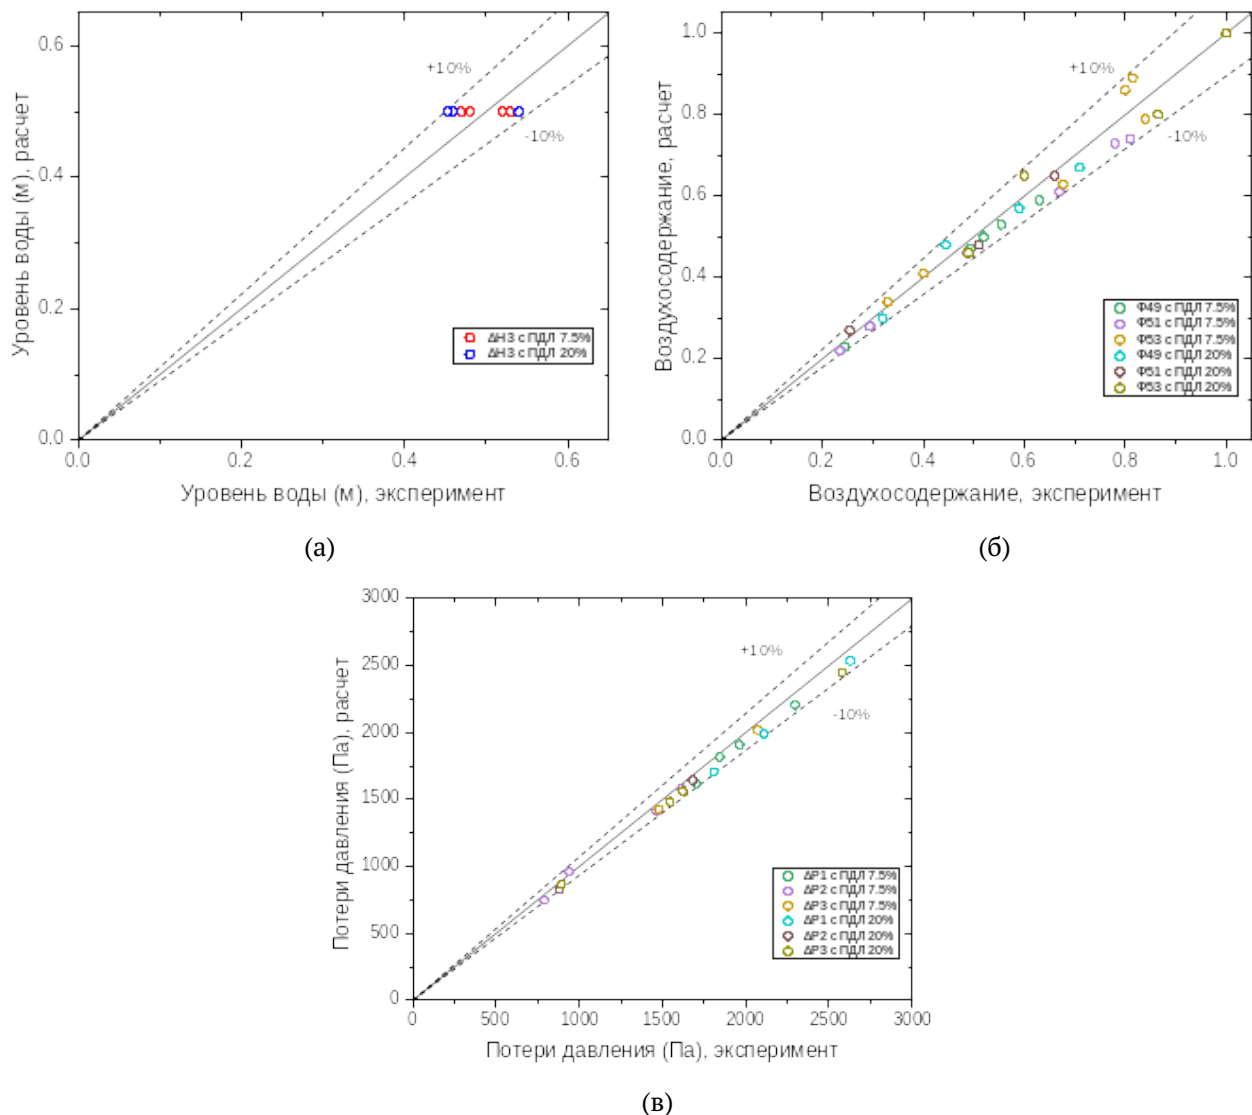 0.6
0.4
0.2
0.0
0.0
0.2
0.4
0.6
Уровень воды (м), расчет
Уровень воды (м), эксперимент
+10%
-10%
ΔH3 с ПДЛ 7.5%
ΔH3 с ПДЛ 20%
(а)
1.0
0.8
0.6
0.4
0.2
0.0
0.0
0.2
0.4
0.6
0.8
1.0
Воздухосодержание, расчет
Воздухосодержание, эксперимент
+10%
-10%
Φ49 с ПДЛ 7.5%
Φ51 с ПДЛ 7.5%
Φ53 с ПДЛ 7.5%
Φ49 с ПДЛ 20%
Φ51 с ПДЛ 20%
Φ53 с ПДЛ 20%
(б)
3000
2500
2000
1500
1000
500
0
0
500
1000
1500
2000
2500
3000
Потери давления (Па), расчет
Потери давления (Па), эксперимент
+10%
-10%
ΔP1 с ПДЛ 7.5%
ΔP2 с ПДЛ 7.5%
ΔP3 с ПДЛ 7.5%
ΔP1 с ПДЛ 20%
ΔP2 с ПДЛ 20%
ΔP3 с ПДЛ 20%
(в)